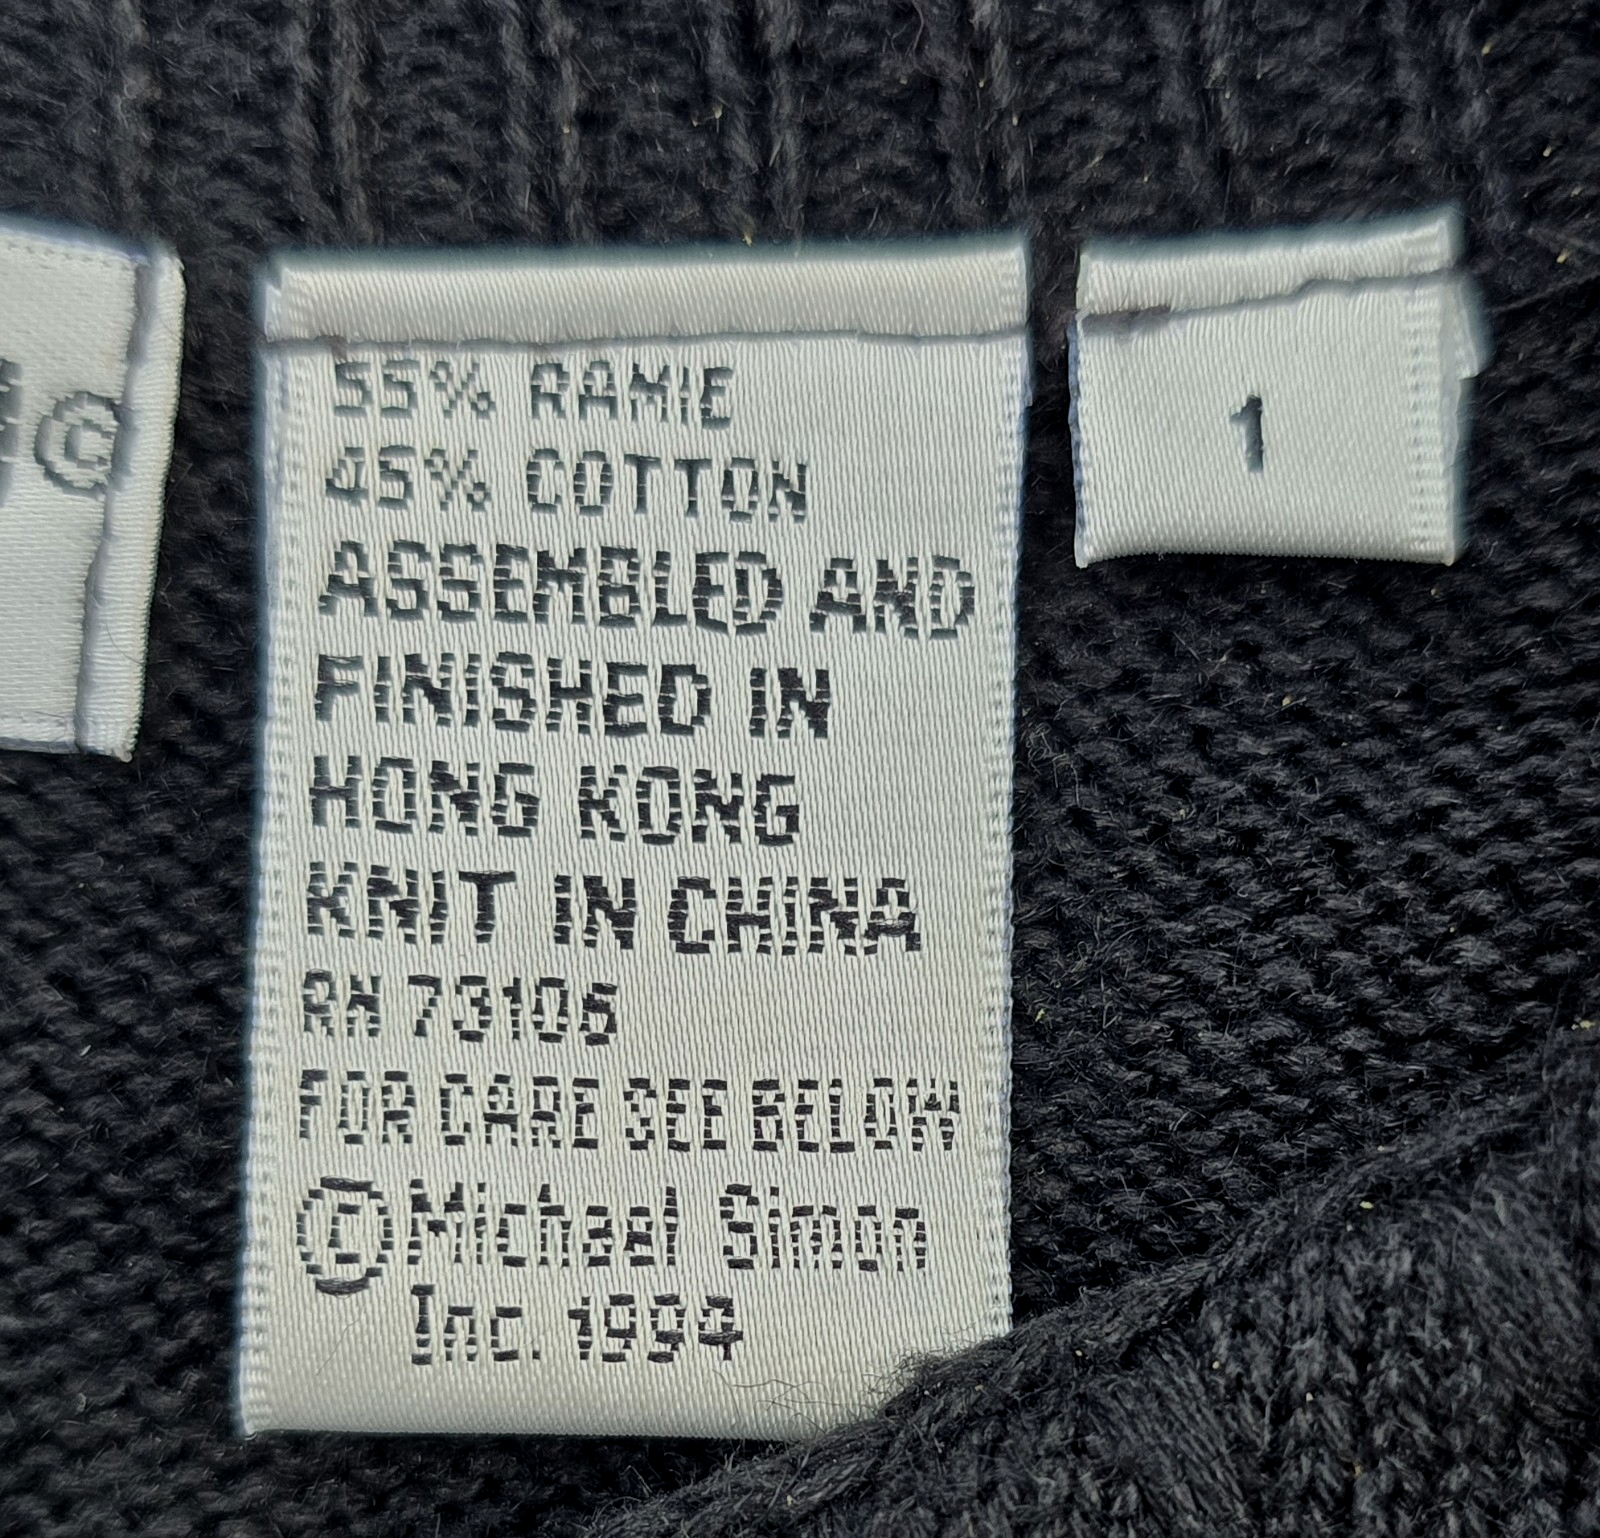 ©
55% RAMIE
45% COTTON
ASSEMBLED AND
FINISHED IN
HONG KONG
KNIT IN CHINA
RN 73105
FOR CARE SEE BELOW
© Michael Simon
Inc. 1994
1